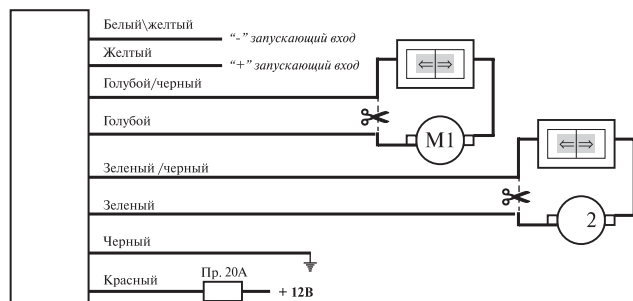 Белый\желтый
"-" запускающий вход
Желтый
"+" запускающий вход
Голубой/черный
Голубой
M1
Зеленый /черный
Зеленый
2
Черный
Красный
Пр. 20А
+ 12В